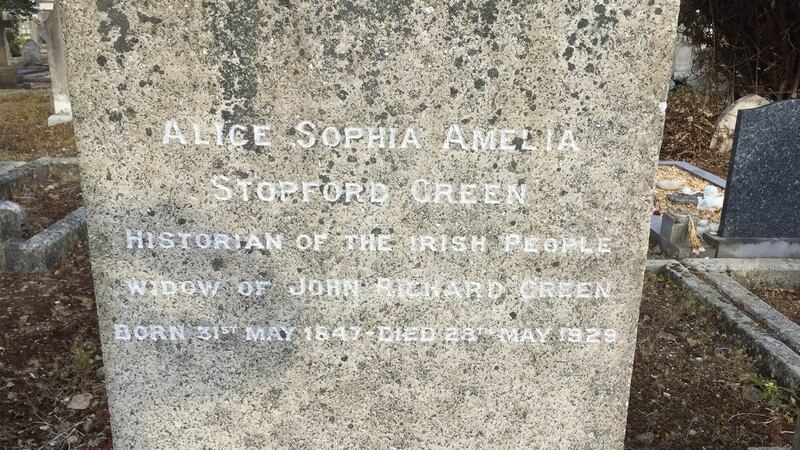 ALICE SOPHIA AMELIA
STOPFORD GREEN
HISTORIAN OF THE IRISH PEOPLE
WIDOW OF JOHN RICHARD GREEN
BORN 31ST MAY 1847-DIED 28TH MAY 1929